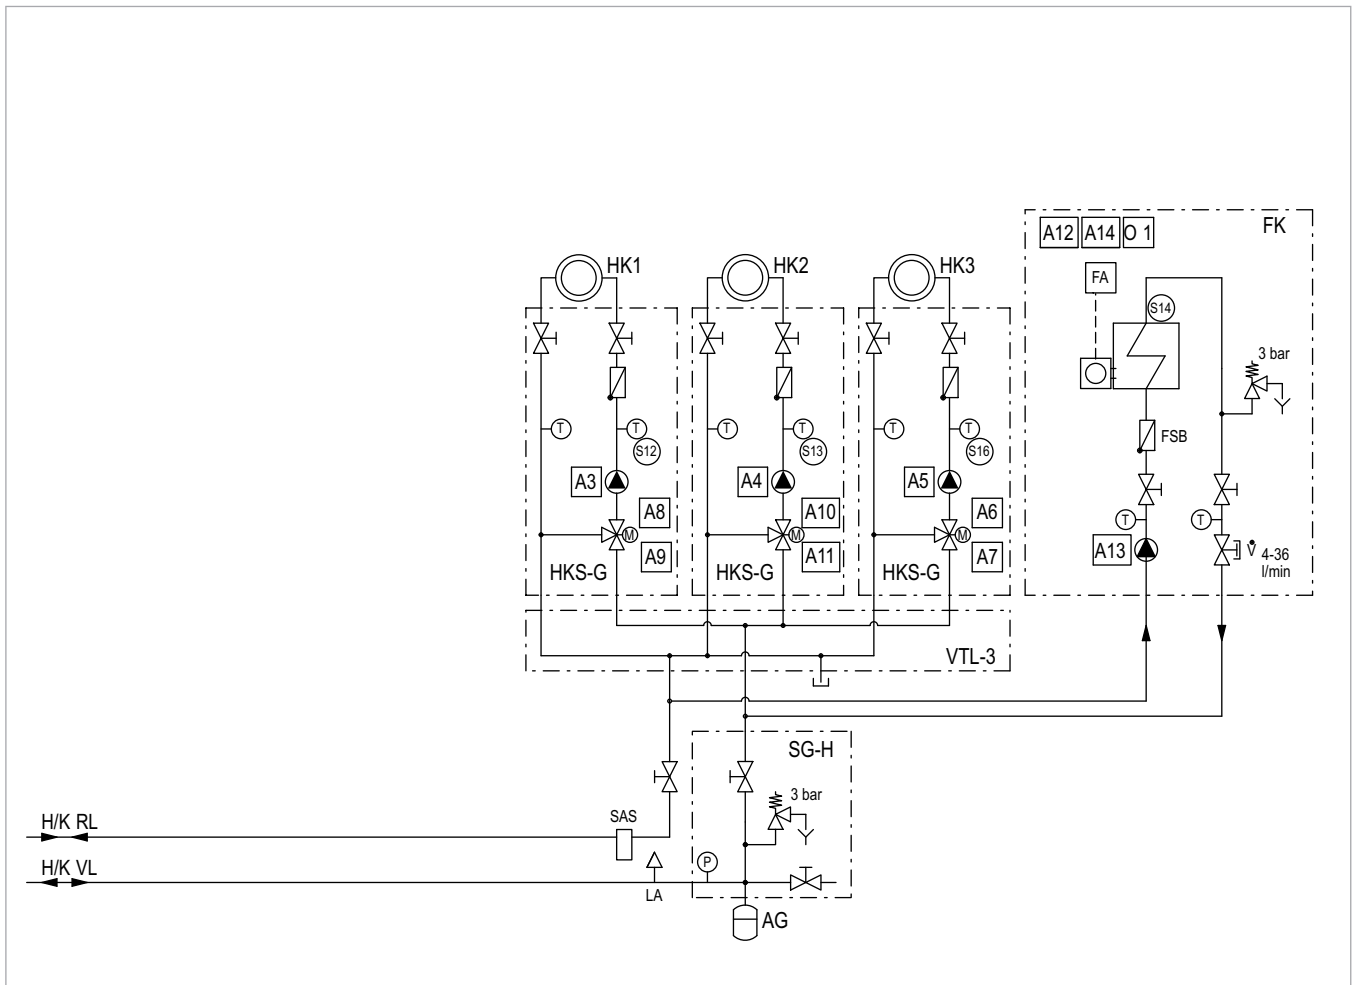 FK
A12 A14 O 1
HK1 HK2 HK3
FA
S14
3 bar
T T T T T T
FSB
S12 S13 S16
A3 A4 A5
A8 A10 A6
M M M
A9 A11 A7
HKS-G HKS-G HKS-G
T T
A13
V̇ 4-36
l/min
VTL-3
SG-H
3 bar
H/K RL
SAS
H/K VL
P
LA
AG